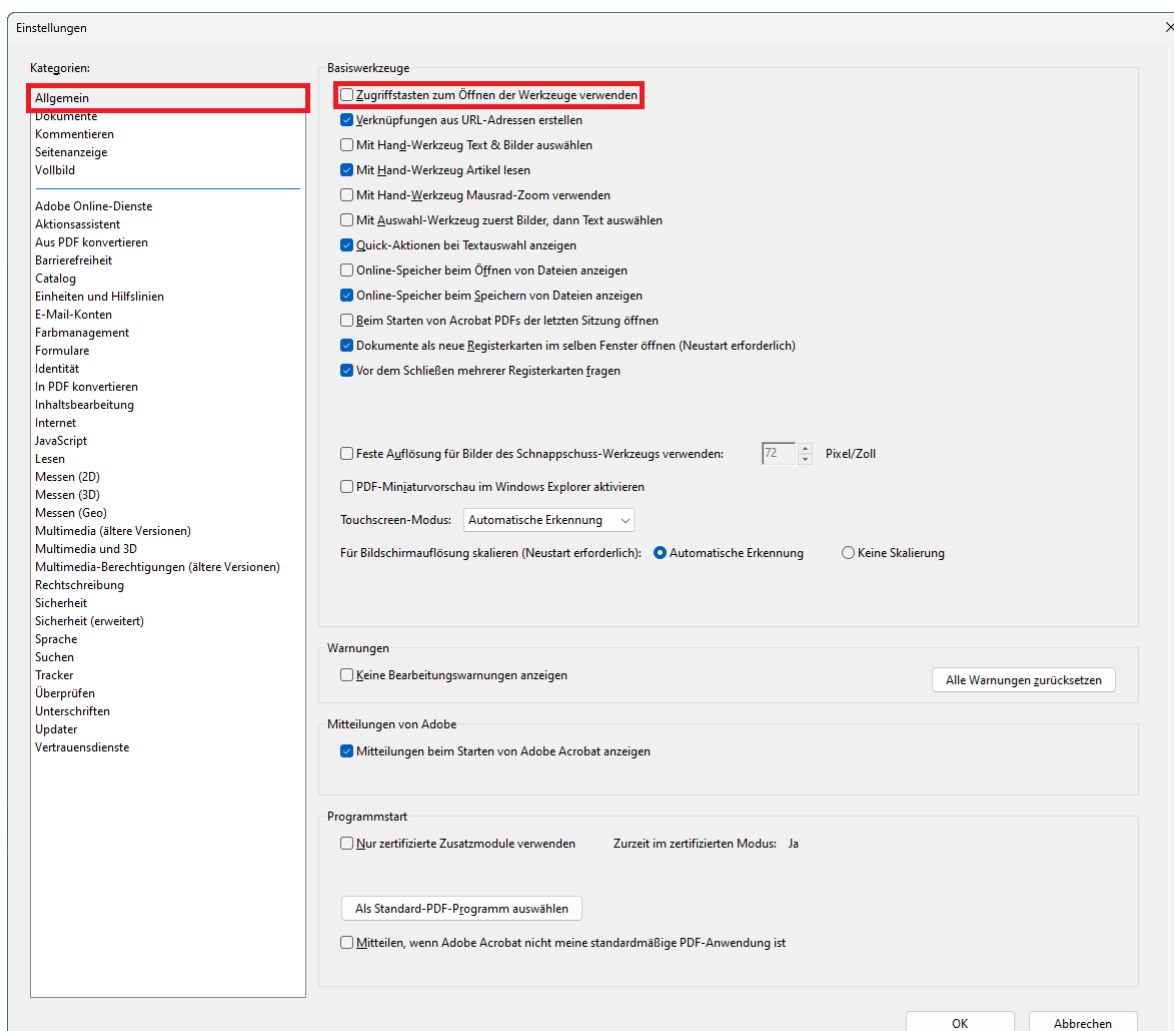 Einstellungen
Kategorien:
Allgemein
Dokumente
Kommentieren
Seitenanzeige
Vollbild
Adobe Online-Dienste
Aktionsassistent
Aus PDF konvertieren
Barrierefreiheit
Catalog
Einheiten und Hilfslinien
E-Mail-Konten
Farbmanagement
Formulare
Identität
In PDF konvertieren
Inhaltsbearbeitung
Internet
JavaScript
Lesen
Messen (2D)
Messen (3D)
Messen (Geo)
Multimedia (ältere Versionen)
Multimedia und 3D
Multimedia-Berechtigungen (ältere Versionen)
Rechtschreibung
Sicherheit
Sicherheit (erweitert)
Sprache
Suchen
Tracker
Überprüfen
Unterschriften
Updater
Vertrauensdienste
Basiswerkzeuge
Zugriffstasten zum Öffnen der Werkzeuge verwenden
Verknüpfungen aus URL-Adressen erstellen
Mit Hand-Werkzeug Text & Bilder auswählen
Mit Hand-Werkzeug Artikel lesen
Mit Hand-Werkzeug Mausrad-Zoom verwenden
Mit Auswahl-Werkzeug zuerst Bilder, dann Text auswählen
Quick-Aktionen bei Textauswahl anzeigen
Online-Speicher beim Öffnen von Dateien anzeigen
Online-Speicher beim Speichern von Dateien anzeigen
Beim Starten von Acrobat PDFs der letzten Sitzung öffnen
Dokumente als neue Registerkarten im selben Fenster öffnen (Neustart erforderlich)
Vor dem Schließen mehrerer Registerkarten fragen
Feste Auflösung für Bilder des Schnappschuss-Werkzeugs verwenden: 72 Pixel/Zoll
PDF-Miniaturvorschau im Windows Explorer aktivieren
Touchscreen-Modus: Automatische Erkennung
Für Bildschirmauflösung skalieren (Neustart erforderlich): Automatische Erkennung Keine Skalierung
Warnungen
Keine Bearbeitungswarnungen anzeigen Alle Warnungen zurücksetzen
Mitteilungen von Adobe
Mitteilungen beim Starten von Adobe Acrobat anzeigen
Programmstart
Nur zertifizierte Zusatzmodule verwenden Zurzeit im zertifizierten Modus: Ja
Als Standard-PDF-Programm auswählen
Mitteilen, wenn Adobe Acrobat nicht meine standardmäßige PDF-Anwendung ist
OK Abbrechen